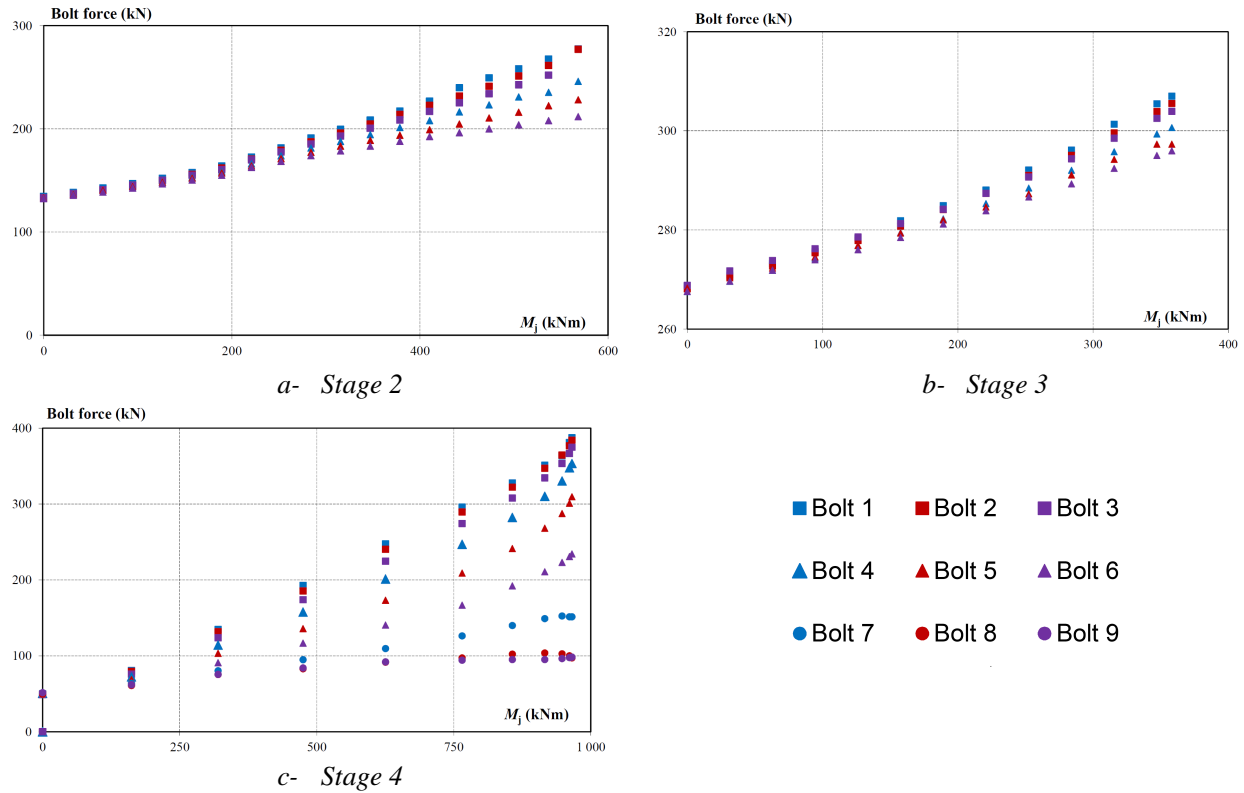 Bolt force (kN)
300
200
100
0
0
200
400
600
M_j (kNm)
a- Stage 2
Bolt force (kN)
320
300
280
260
0
100
200
300
400
M_j (kNm)
b- Stage 3
Bolt force (kN)
400
300
200
100
0
0
250
500
750
1 000
M_j (kNm)
c- Stage 4
Bolt 1 Bolt 2 Bolt 3
Bolt 4 Bolt 5 Bolt 6
Bolt 7 Bolt 8 Bolt 9